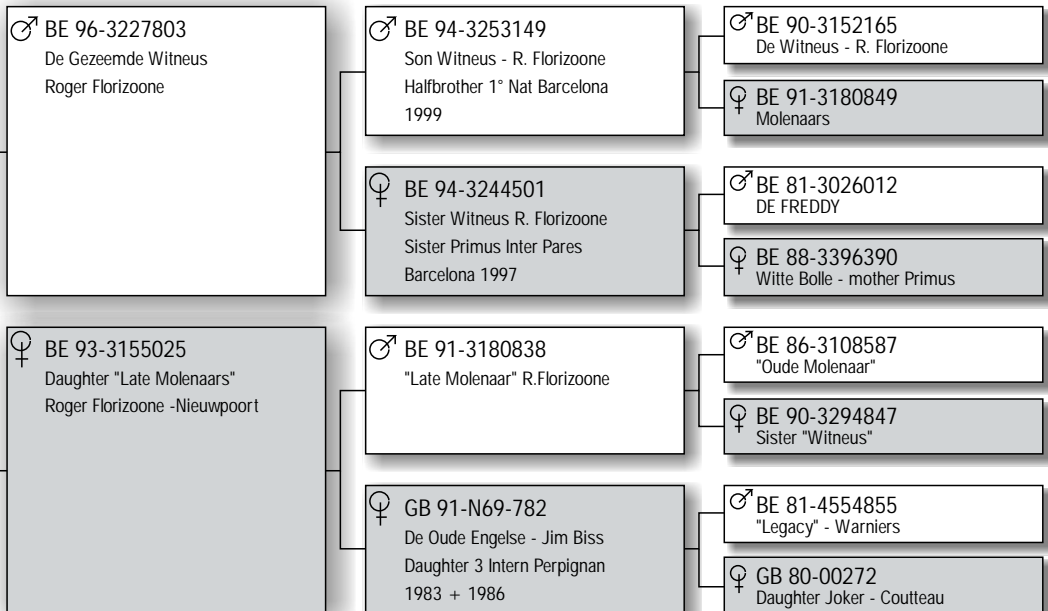 BE 96-3227803
De Gezeemde Witneus
Roger Florizoone
BE 94-3253149
Son Witneus - R. Florizoone
Halfbrother 1° Nat Barcelona
1999
BE 90-3152165
De Witneus - R. Florizoone
BE 91-3180849
Molenaars
BE 94-3244501
Sister Witneus R. Florizoone
Sister Primus Inter Pares
Barcelona 1997
BE 81-3026012
DE FREDDY
BE 88-3396390
Witte Bolle - mother Primus
BE 93-3155025
Daughter "Late Molenaars"
Roger Florizoone -Nieuwpoort
BE 91-3180838
"Late Molenaar" R.Florizoone
BE 86-3108587
"Oude Molenaar"
BE 90-3294847
Sister "Witneus"
GB 91-N69-782
De Oude Engelse - Jim Biss
Daughter 3 Intern Perpignan
1983 + 1986
BE 81-4554855
"Legacy" - Warniers
GB 80-00272
Daughter Joker - Coutteau